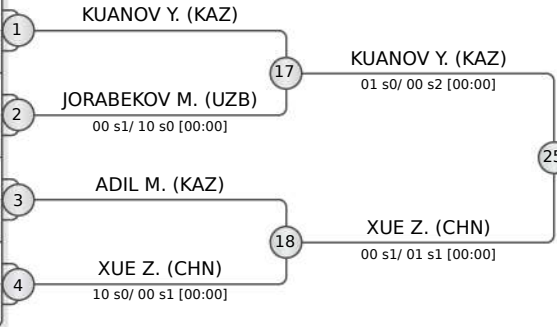 KUANOV Y. (KAZ)
1
17
KUANOV Y. (KAZ)
01 s0/ 00 s2 [00:00]
JORABEKOV M. (UZB)
2
00 s1/ 10 s0 [00:00]
25
ADIL M. (KAZ)
3
18
XUE Z. (CHN)
00 s1/ 01 s1 [00:00]
XUE Z. (CHN)
4
10 s0/ 00 s1 [00:00]